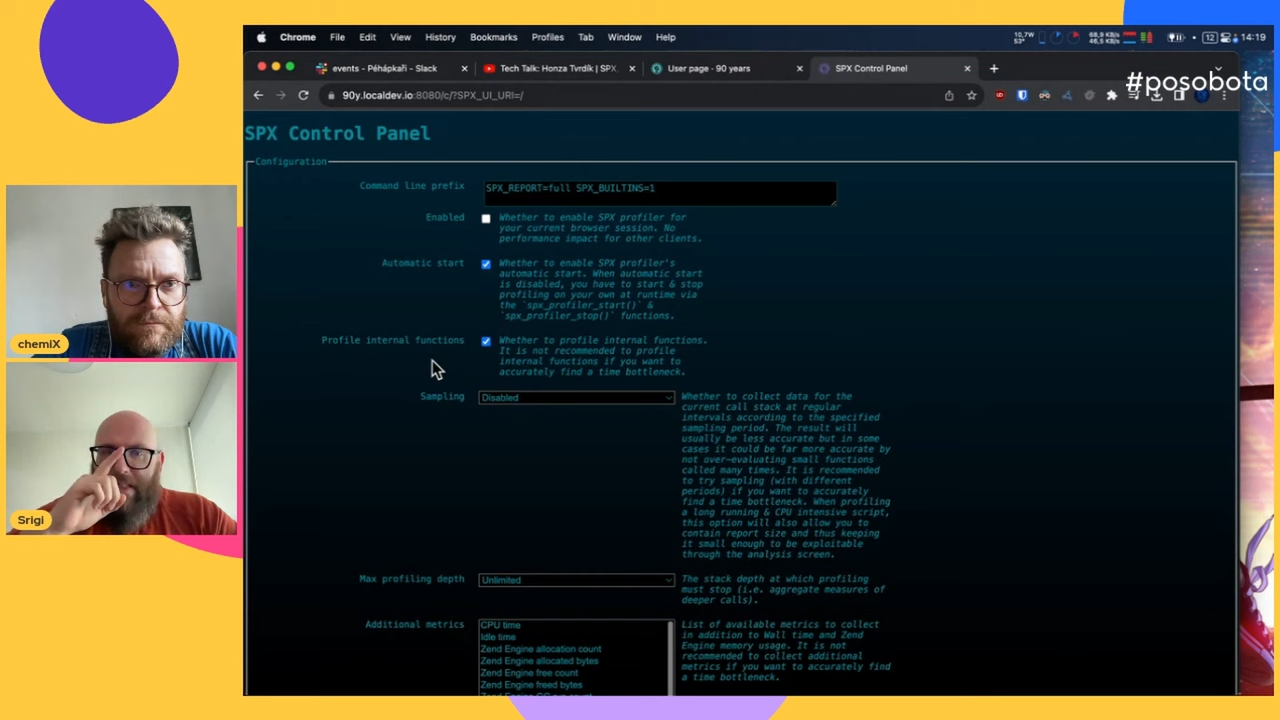 Chrome File Edit View History Bookmarks Profiles Tab Window Help
10,7W
53°
68,9 KB/s
46,5 KB/s
12
14:19
events - Péhápkaři - Slack
Tech Talk: Honza Tvrdík | SPX
User page · 90 years
SPX Control Panel
#posobota
90y.localdev.io:8080/c/?SPX_UI_URI=/
SPX Control Panel
Configuration
Command line prefix
SPX_REPORT=full SPX_BUILTINS=1
Enabled
Whether to enable SPX profiler for
your current browser session. No
performance impact for other clients.
Automatic start
Whether to enable SPX profiler's
automatic start. When automatic start
is disabled, you have to start & stop
profiling on your own at runtime via
the `spx_profiler_start()` &
`spx_profiler_stop()` functions.
Profile internal functions
Whether to profile internal functions.
It is not recommended to profile
internal functions if you want to
accurately find a time bottleneck.
Sampling
Disabled
Whether to collect data for the
current call stack at regular
intervals according to the specified
sampling period. The result will
usually be less accurate but in some
cases it could be far more accurate by
not over-evaluating small functions
called many times. It is recommended
to try sampling (with different
periods) if you want to accurately
find a time bottleneck. When profiling
a long running & CPU intensive script,
this option will also allow you to
contain report size and thus keeping
it small enough to be exploitable
through the analysis screen.
Max profiling depth
Unlimited
The stack depth at which profiling
must stop (i.e. aggregate measures of
deeper calls).
Additional metrics
CPU time
Idle time
Zend Engine allocation count
Zend Engine allocated bytes
Zend Engine free count
Zend Engine freed bytes
List of available metrics to collect
in addition to Wall time and Zend
Engine memory usage. It is not
recommended to collect additional
metrics if you want to accurately find
a time bottleneck.
chemiX
Srigi